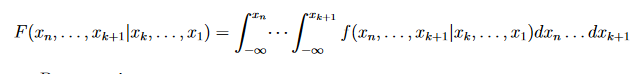 F(x_n, . . . , x_{k+1}|x_k, . . . , x_1) = ∫_{−∞}^{x_n} · · · ∫_{−∞}^{x_{k+1}} f(x_n, . . . , x_{k+1}|x_k, . . . , x_1)dx_n . . . dx_{k+1}